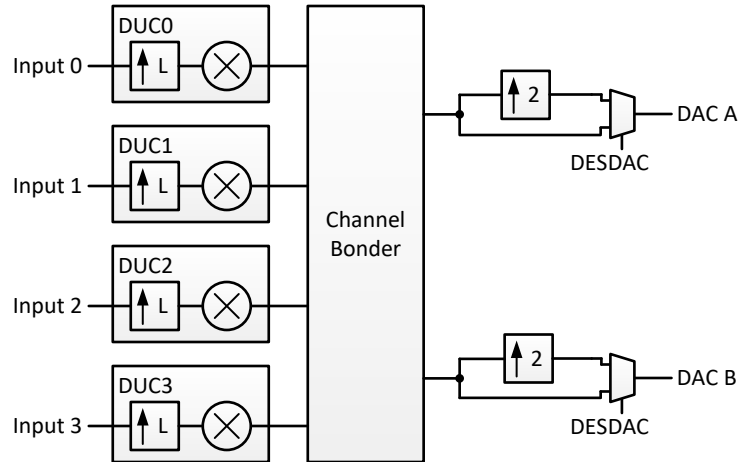 DUC0
Input 0
L
DUC1
Input 1
L
DUC2
Input 2
L
DUC3
Input 3
L
Channel
Bonder
2
DAC A
DESDAC
2
DAC B
DESDAC